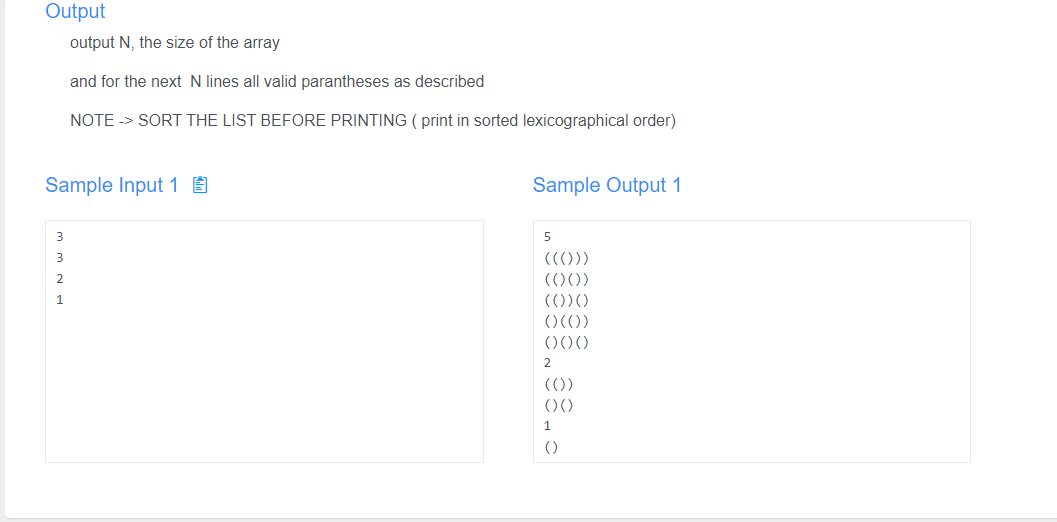 Output
output N, the size of the array
and for the next N lines all valid parantheses as described
NOTE -> SORT THE LIST BEFORE PRINTING ( print in sorted lexicographical order)
Sample Input 1
3
3
2
1
Sample Output 1
5
((()))
(()())
(())()
()(())
()()()
2
(())
()()
1
()